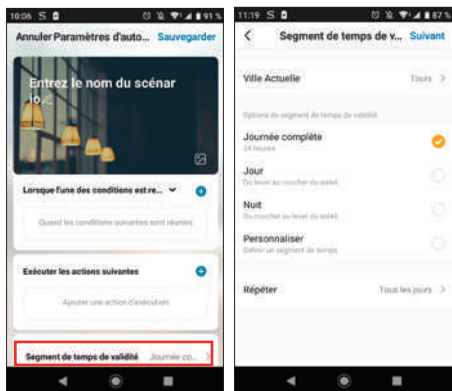 10:06 S 91 %
Annuler Paramètres d'auto... Sauvegarder
Entrez le nom du scénar
io.
Lorsque l'une des conditions est re...
Quand les conditions suivantes sont réunies
Exécuter les actions suivantes
Ajouter une action d'exécution
Segment de temps de validité Journée co...
11:19 S 87 %
Segment de temps de v... Suivant
Ville Actuelle Tours
Options de segment de temps de validité
Journée complète
24 heures
Jour
Du lever au coucher du soleil
Nuit
Du coucher au lever du soleil
Personnaliser
Définir un segment de temps
Répéter Tous les jours